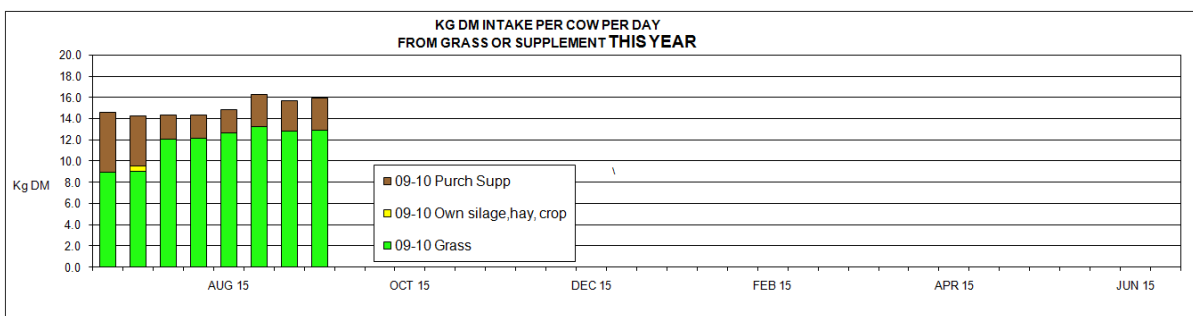 KG DM INTAKE PER COW PER DAY
FROM GRASS OR SUPPLEMENT THIS YEAR
20.0
18.0
16.0
14.0
12.0
10.0
8.0
6.0
4.0
2.0
0.0
Kg DM
09-10 Purch Supp
09-10 Own silage,hay, crop
09-10 Grass
\
AUG 15
OCT 15
DEC 15
FEB 15
APR 15
JUN 15